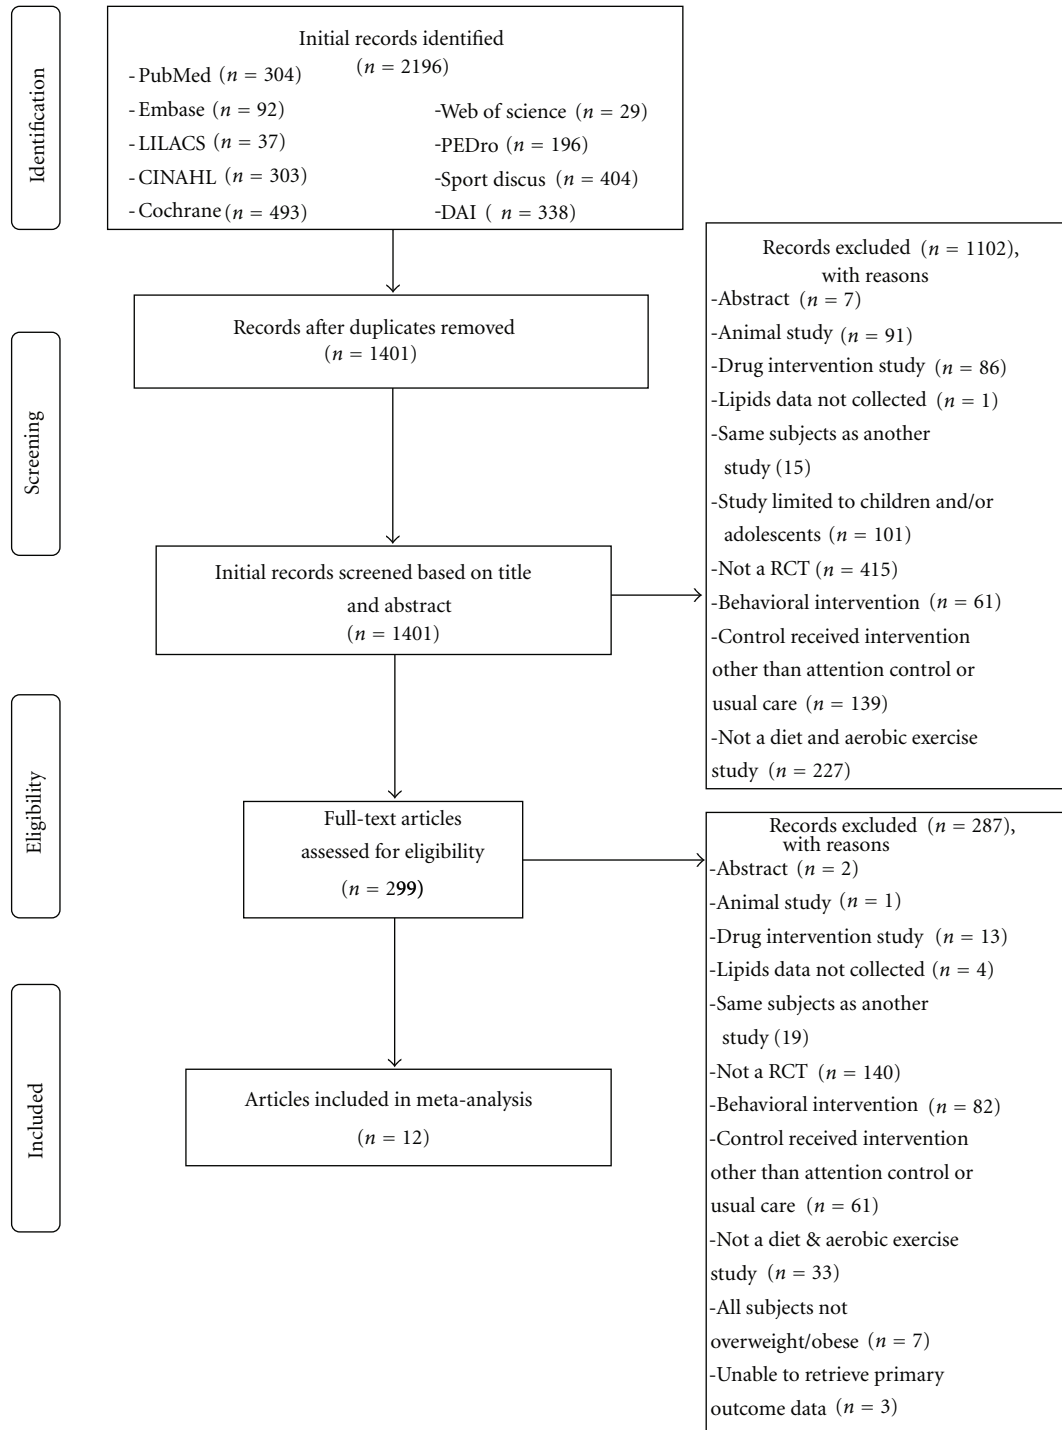 Identification
Initial records identified
(n = 2196)
-PubMed (n = 304)
-Embase (n = 92)
-LILACS (n = 37)
-CINAHL (n = 303)
-Cochrane (n = 493)
-Web of science (n = 29)
-PEDro (n = 196)
-Sport discus (n = 404)
-DAI ( n = 338)
Screening
Records after duplicates removed
(n = 1401)
Initial records screened based on title
and abstract
(n = 1401)
Records excluded (n = 1102),
with reasons
-Abstract (n = 7)
-Animal study (n = 91)
-Drug intervention study (n = 86)
-Lipids data not collected (n = 1)
-Same subjects as another
study (15)
-Study limited to children and/or
adolescents (n = 101)
-Not a RCT (n = 415)
-Behavioral intervention (n = 61)
-Control received intervention
other than attention control or
usual care (n = 139)
-Not a diet and aerobic exercise
study (n = 227)
Eligibility
Full-text articles
assessed for eligibility
(n = 299)
Records excluded (n = 287),
with reasons
-Abstract (n = 2)
-Animal study (n = 1)
-Drug intervention study (n = 13)
-Lipids data not collected (n = 4)
-Same subjects as another
study (19)
-Not a RCT (n = 140)
-Behavioral intervention (n = 82)
-Control received intervention
other than attention control or
usual care (n = 61)
-Not a diet & aerobic exercise
study (n = 33)
-All subjects not
overweight/obese (n = 7)
-Unable to retrieve primary
outcome data (n = 3)
Included
Articles included in meta-analysis
(n = 12)